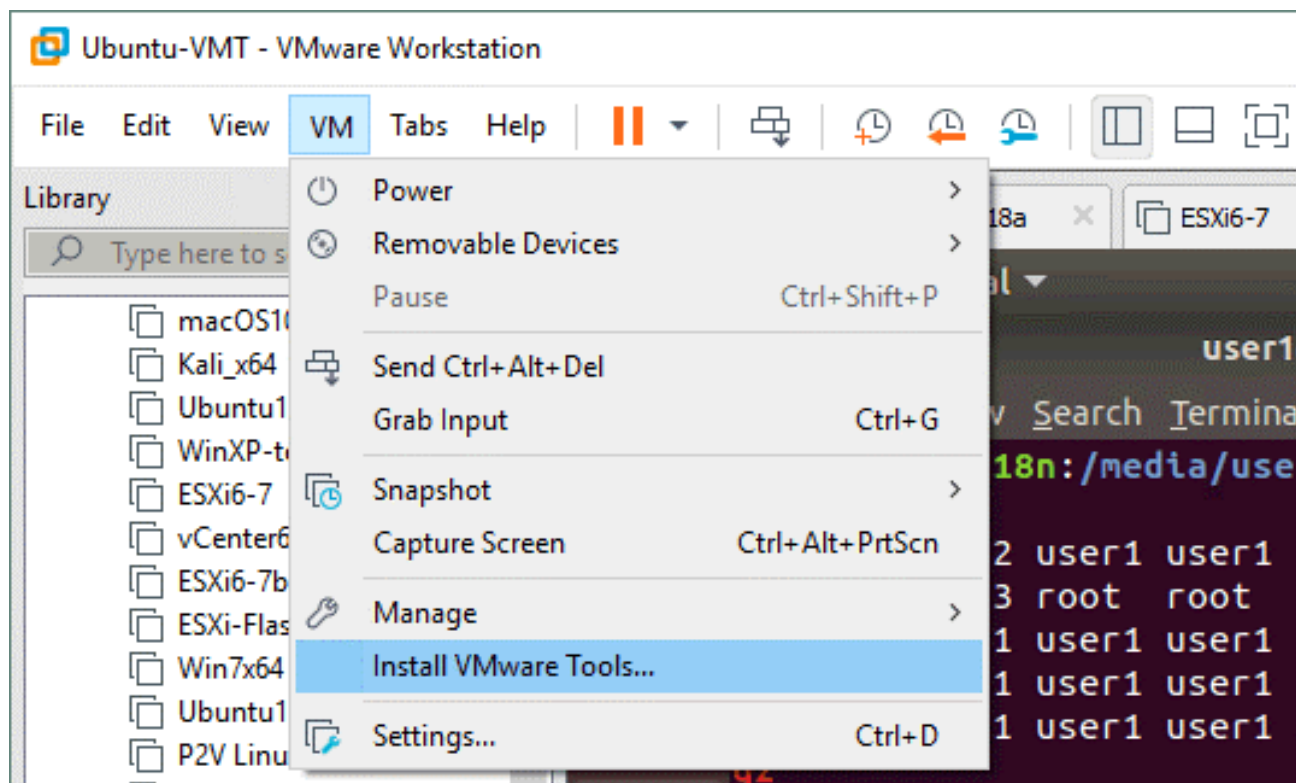 Ubuntu-VMT - VMware Workstation
File Edit View VM Tabs Help
Library
Type here to s
macOS10
Kali_x64
Ubuntu1
WinXP-t
ESXi6-7
vCenter6
ESXi6-7b
ESXi-Flas
Win7x64
Ubuntu1
P2V Linu
Power
Removable Devices
Pause Ctrl+Shift+P
Send Ctrl+Alt+Del
Grab Input Ctrl+G
Snapshot
Capture Screen Ctrl+Alt+PrtScn
Manage
Install VMware Tools...
Settings... Ctrl+D
18a ESXi6-7
al
user1
v Search Termina
18n:/media/use
2 user1 user1
3 root root
1 user1 user1
1 user1 user1
1 user1 user1
gz